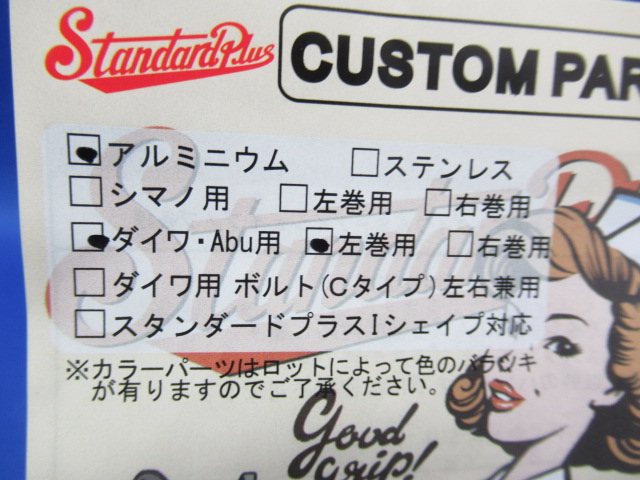 Standard Plus
CUSTOM PAR
アルミニウム □ステンレス
□シマノ用 □左巻用 □右巻用
ダイワ・Abu用 左巻用 □右巻用
□ダイワ用 ボルト(Cタイプ)左右兼用
□スタンダードプラスIシェイプ対応
※カラーパーツはロットによって色のバラツキ
が有りますのでご了承ください。
Good
grip!